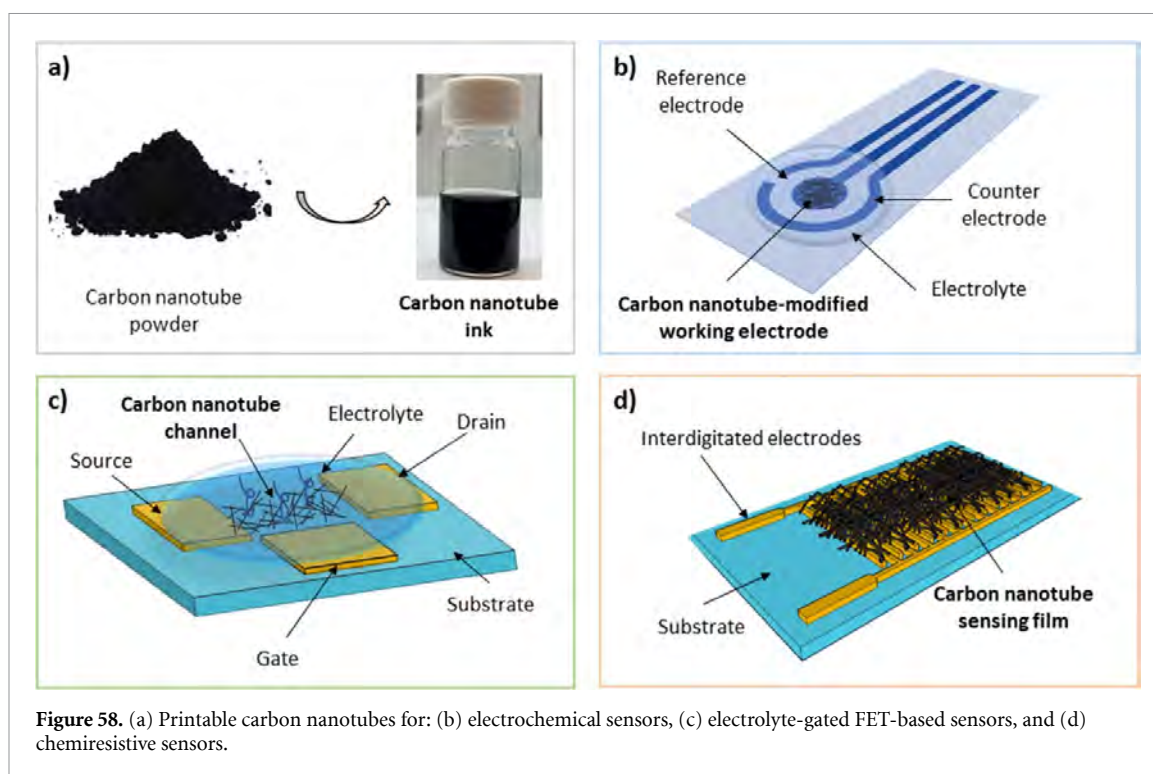 a)
Carbon nanotube
powder
Carbon nanotube
ink
b)
Reference
electrode
Counter
electrode
Electrolyte
Carbon nanotube-modified
working electrode
c)
Carbon nanotube
channel
Electrolyte
Drain
Source
Substrate
Gate
d)
Interdigitated electrodes
Substrate
Carbon nanotube
sensing film
Figure 58. (a) Printable carbon nanotubes for: (b) electrochemical sensors, (c) electrolyte-gated FET-based sensors, and (d)
chemiresistive sensors.